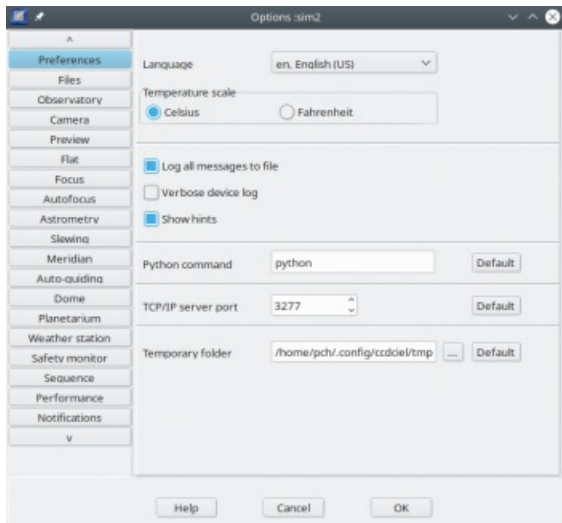 Options :sim2
^
Preferences
Files
Observatory
Camera
Preview
Flat
Focus
Autofocus
Astrometry
Slewing
Meridian
Auto-guiding
Dome
Planetarium
Weather station
Safety monitor
Sequence
Performance
Notifications
v
Language
en, English (US)
Temperature scale
Celsius
Fahrenheit
Log all messages to file
Verbose device log
Show hints
Python command
python
Default
TCP/IP server port
3277
Default
Temporary folder
/home/pch/.config/ccdciel/tmp
...
Default
Help
Cancel
OK